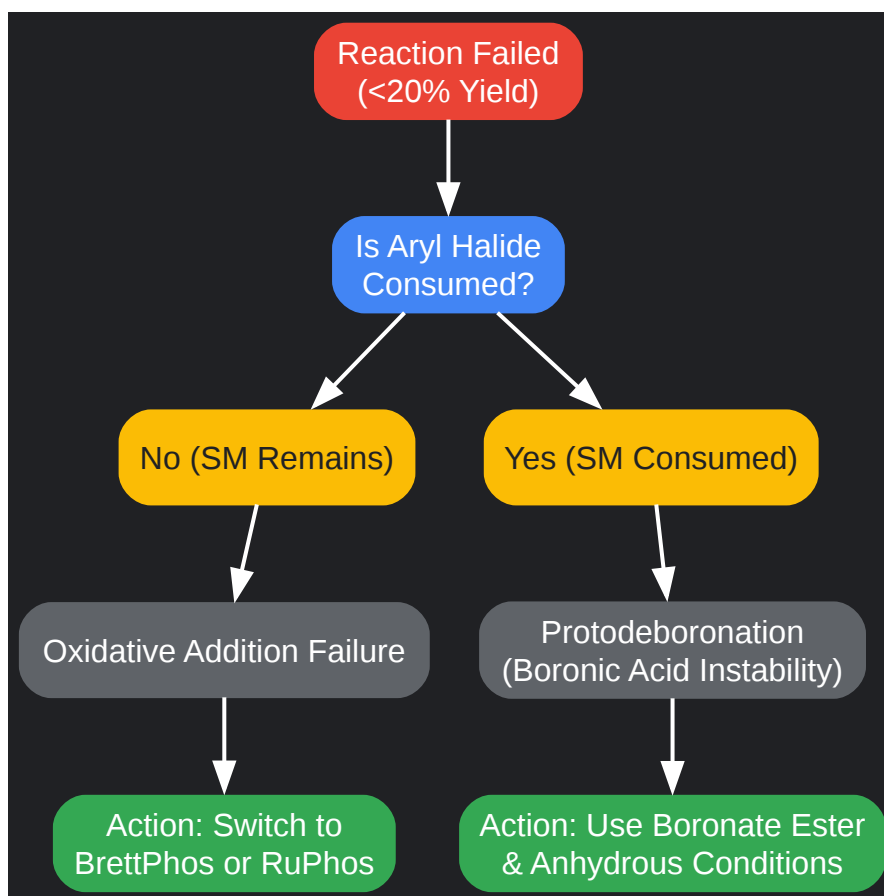 Reaction Failed
(<20% Yield)
Is Aryl Halide
Consumed?
No (SM Remains)
Yes (SM Consumed)
Oxidative Addition Failure
Protodeboronation
(Boronic Acid Instability)
Action: Switch to
BrettPhos or RuPhos
Action: Use Boronate Ester
& Anhydrous Conditions